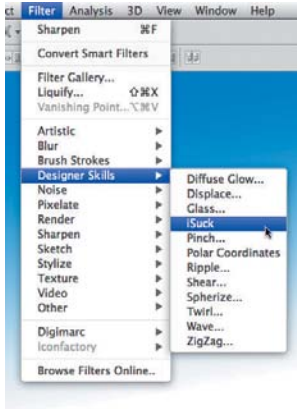 ct Filter Analysis 3D View Window Help
Sharpen ⌘F
Convert Smart Filters
Filter Gallery...
Liquify... ⇧⌘X
Vanishing Point... ⌥⌘V
Artistic
Blur
Brush Strokes
Designer Skills
Noise
Pixelate
Render
Sharpen
Sketch
Stylize
Texture
Video
Other
Digimarc
Iconfactory
Browse Filters Online..
Diffuse Glow...
Displace...
Glass...
iSuck
Pinch...
Polar Coordinates
Ripple...
Shear...
Spherize...
Twirl...
Wave...
ZigZag...